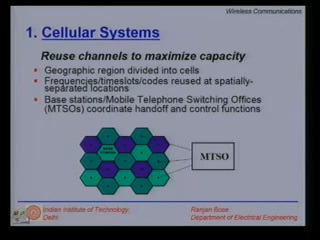 Wireless Communications
1. Cellular Systems
Reuse channels to maximize capacity
Geographic region divided into cells
Frequencies/timeslots/codes reused at spatially-
separated locations
Base stations/Mobile Telephone Switching Offices
(MTSOs) coordinate handoff and control functions
MTSO
Indian Institute of Technology,
Delhi
Ranjan Bose
Department of Electrical Engineering